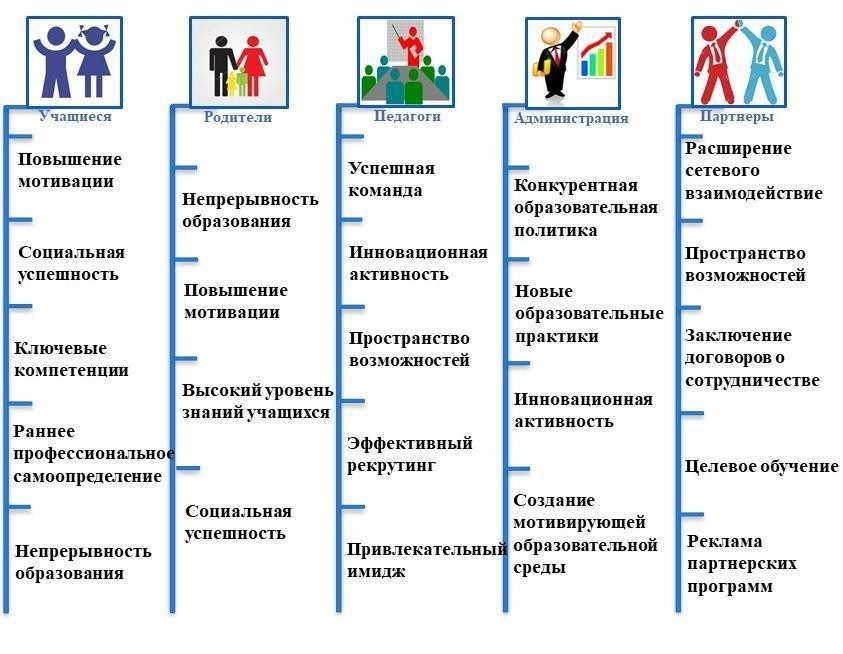 Учащиеся
Повышение
мотивации
Социальная
успешность
Ключевые
компетенции
Раннее
профессиональное
самоопределение
Непрерывность
образования
Родители
Непрерывность
образования
Повышение
мотивации
Высокий уровень
знаний учащихся
Социальная
успешность
Педагоги
Успешная
команда
Инновационная
активность
Пространство
возможностей
Эффективный
рекрутинг
Привлекательный
имидж
Администрация
Конкурентная
образовательная
политика
Новые
образовательные
практики
Инновационная
активность
Создание
мотивирующей
образовательной
среды
Партнеры
Расширение
сетевого
взаимодействие
Пространство
возможностей
Заключение
договоров о
сотрудничестве
Целевое обучение
Реклама
партнерских
программ